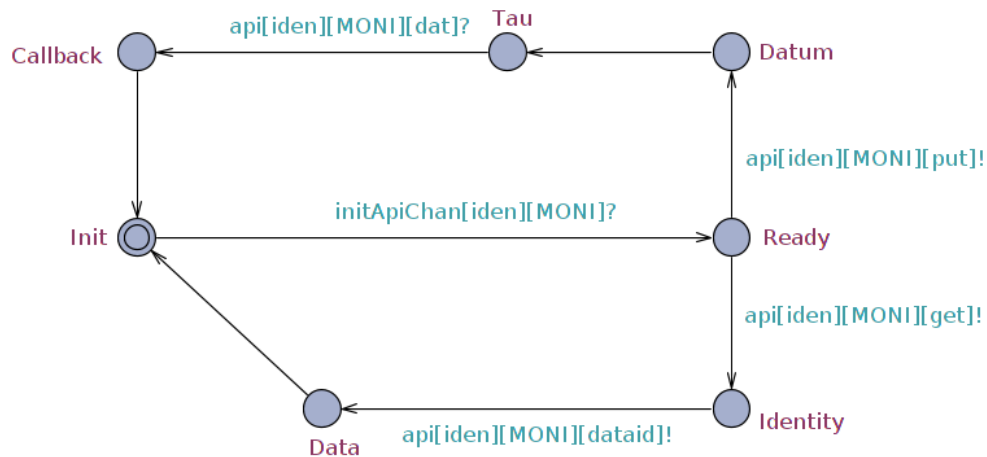 Tau
api[iden][MONI][dat]?
Callback
Datum
api[iden][MONI][put]!
initApiChan[iden][MONI]?
Init
Ready
api[iden][MONI][get]!
Identity
api[iden][MONI][dataid]!
Data